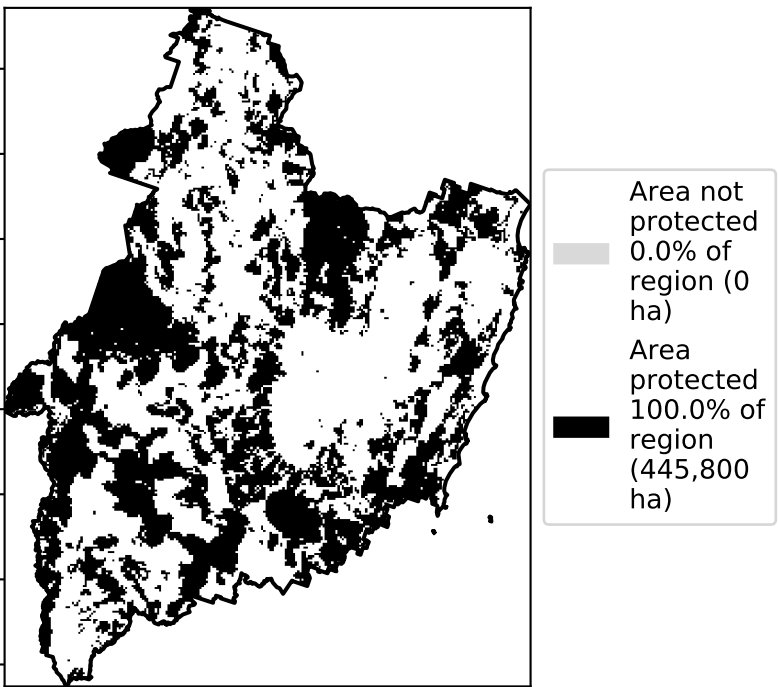 Area not
protected
0.0% of
region (0
ha)
Area
protected
100.0% of
region
(445,800
ha)